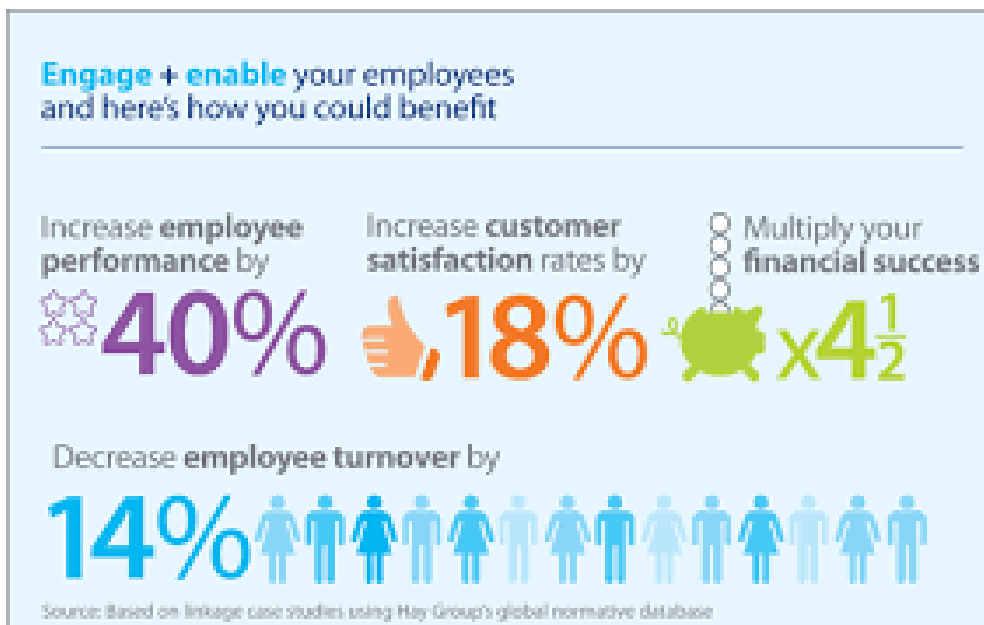 Engage + enable your employees
and here's how you could benefit
Increase employee
performance by
40%
Increase customer
satisfaction rates by
18%
Multiply your
financial success
x4½
Decrease employee turnover by
14%
Source: Based on linkage case studies using Hay Group's global normative database